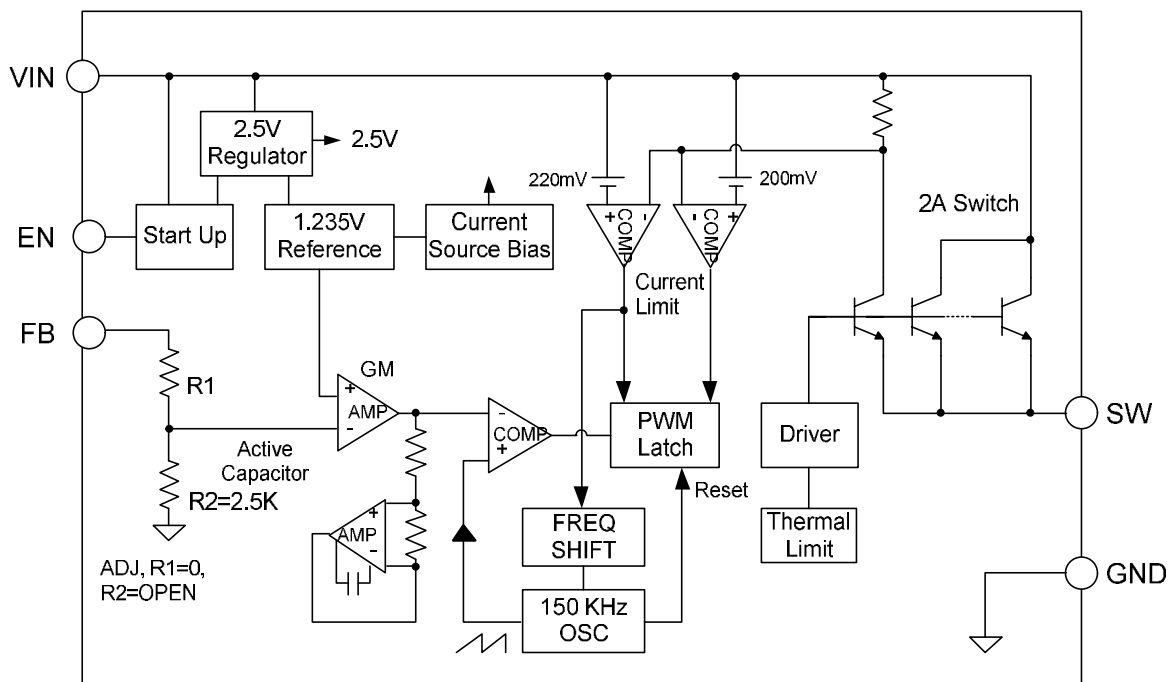 VIN
2.5V
Regulator
2.5V
220mV
200mV
2A Switch
EN
Start Up
1.235V
Reference
Current
Source Bias
+
-
COMP
-
+
COMP
Current
Limit
FB
R1
GM
+
AMP
-
-
COMP
+
PWM
Latch
Driver
SW
Active
Capacitor
R2=2.5K
Reset
+
AMP
-
FREQ
SHIFT
Thermal
Limit
ADJ, R1=0,
R2=OPEN
150 KHz
OSC
GND